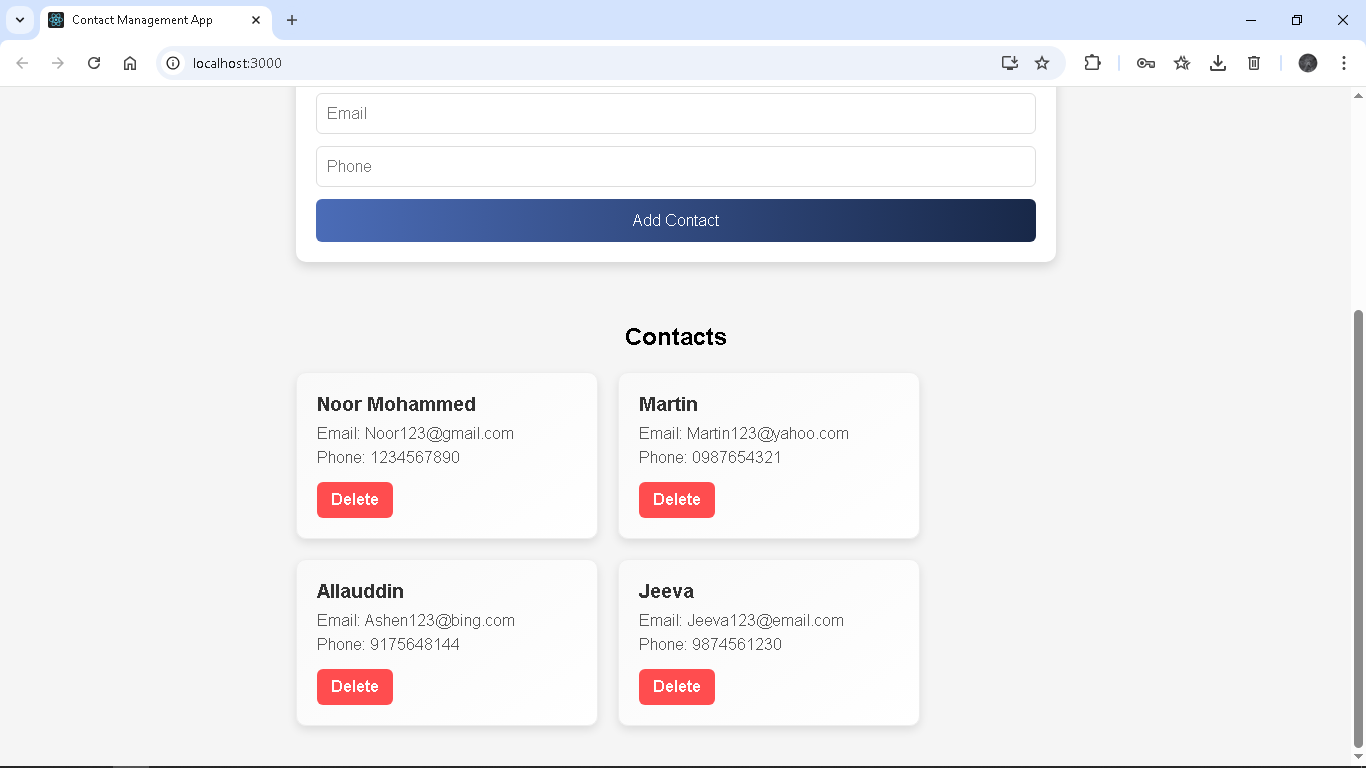 Contact Management App
localhost:3000
Email
Phone
Add Contact
Contacts
Noor Mohammed
Email: Noor123@gmail.com
Phone: 1234567890
Delete
Martin
Email: Martin123@yahoo.com
Phone: 0987654321
Delete
Allauddin
Email: Ashen123@bing.com
Phone: 9175648144
Delete
Jeeva
Email: Jeeva123@email.com
Phone: 9874561230
Delete